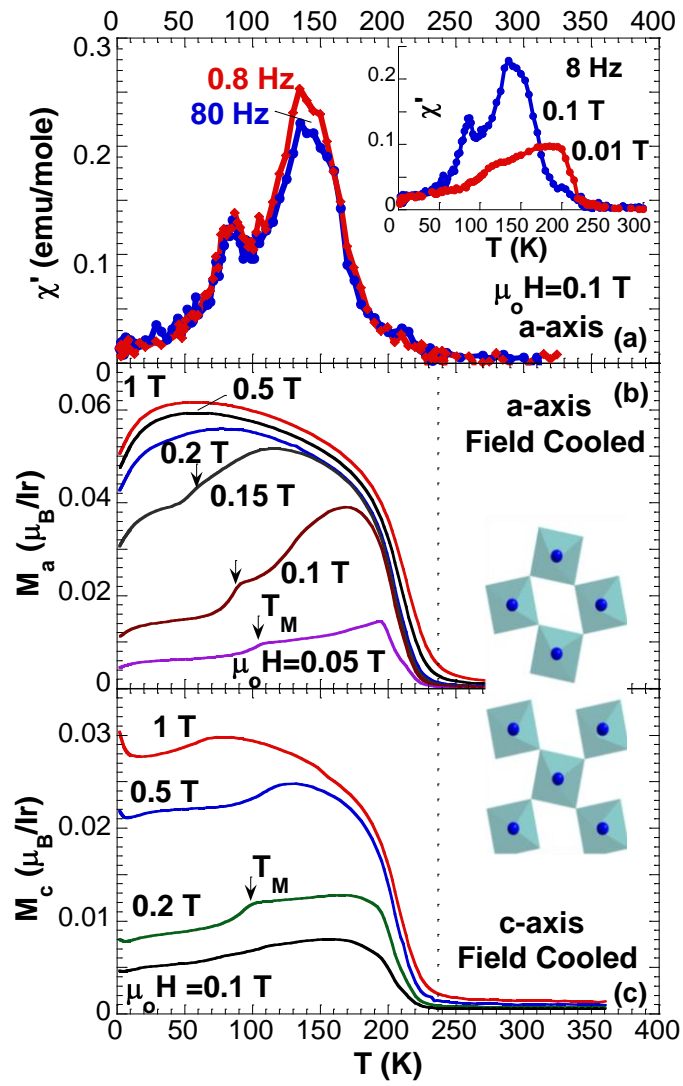 0 50 100 150 200 250 300 350 400
0.3
0.2
0.1
0
χ' (emu/mole)
0.8 Hz
80 Hz
0.2
0.1
0
χ'
8 Hz
0.1 T
0.01 T
0 50 100 150 200 250 300
T (K)
μoH=0.1 T
a-axis
(a)
0.06
0.04
0.02
0
Ma (μB/Ir)
1 T
0.5 T
0.2 T
0.15 T
0.1 T
TM
μoH=0.05 T
(b)
a-axis
Field Cooled
0.03
0.02
0.01
0
Mc (μB/Ir)
1 T
0.5 T
TM
0.2 T
μoH =0.1 T
c-axis
Field Cooled
(c)
0 50 100 150 200 250 300 350 400
T (K)